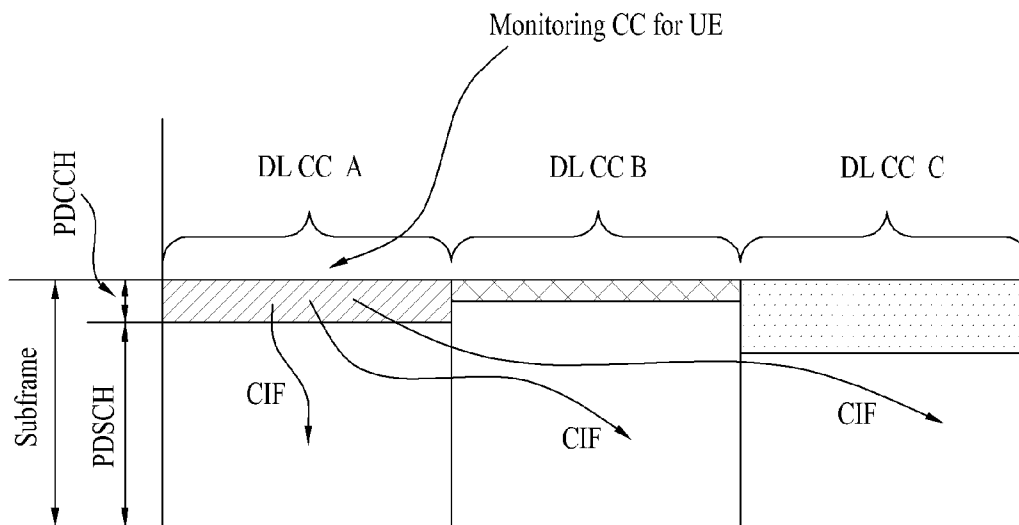 Monitoring CC for UE
DL CC A
DL CC B
DL CC C
PDCCH
Subframe
PDSCH
CIF
CIF
CIF